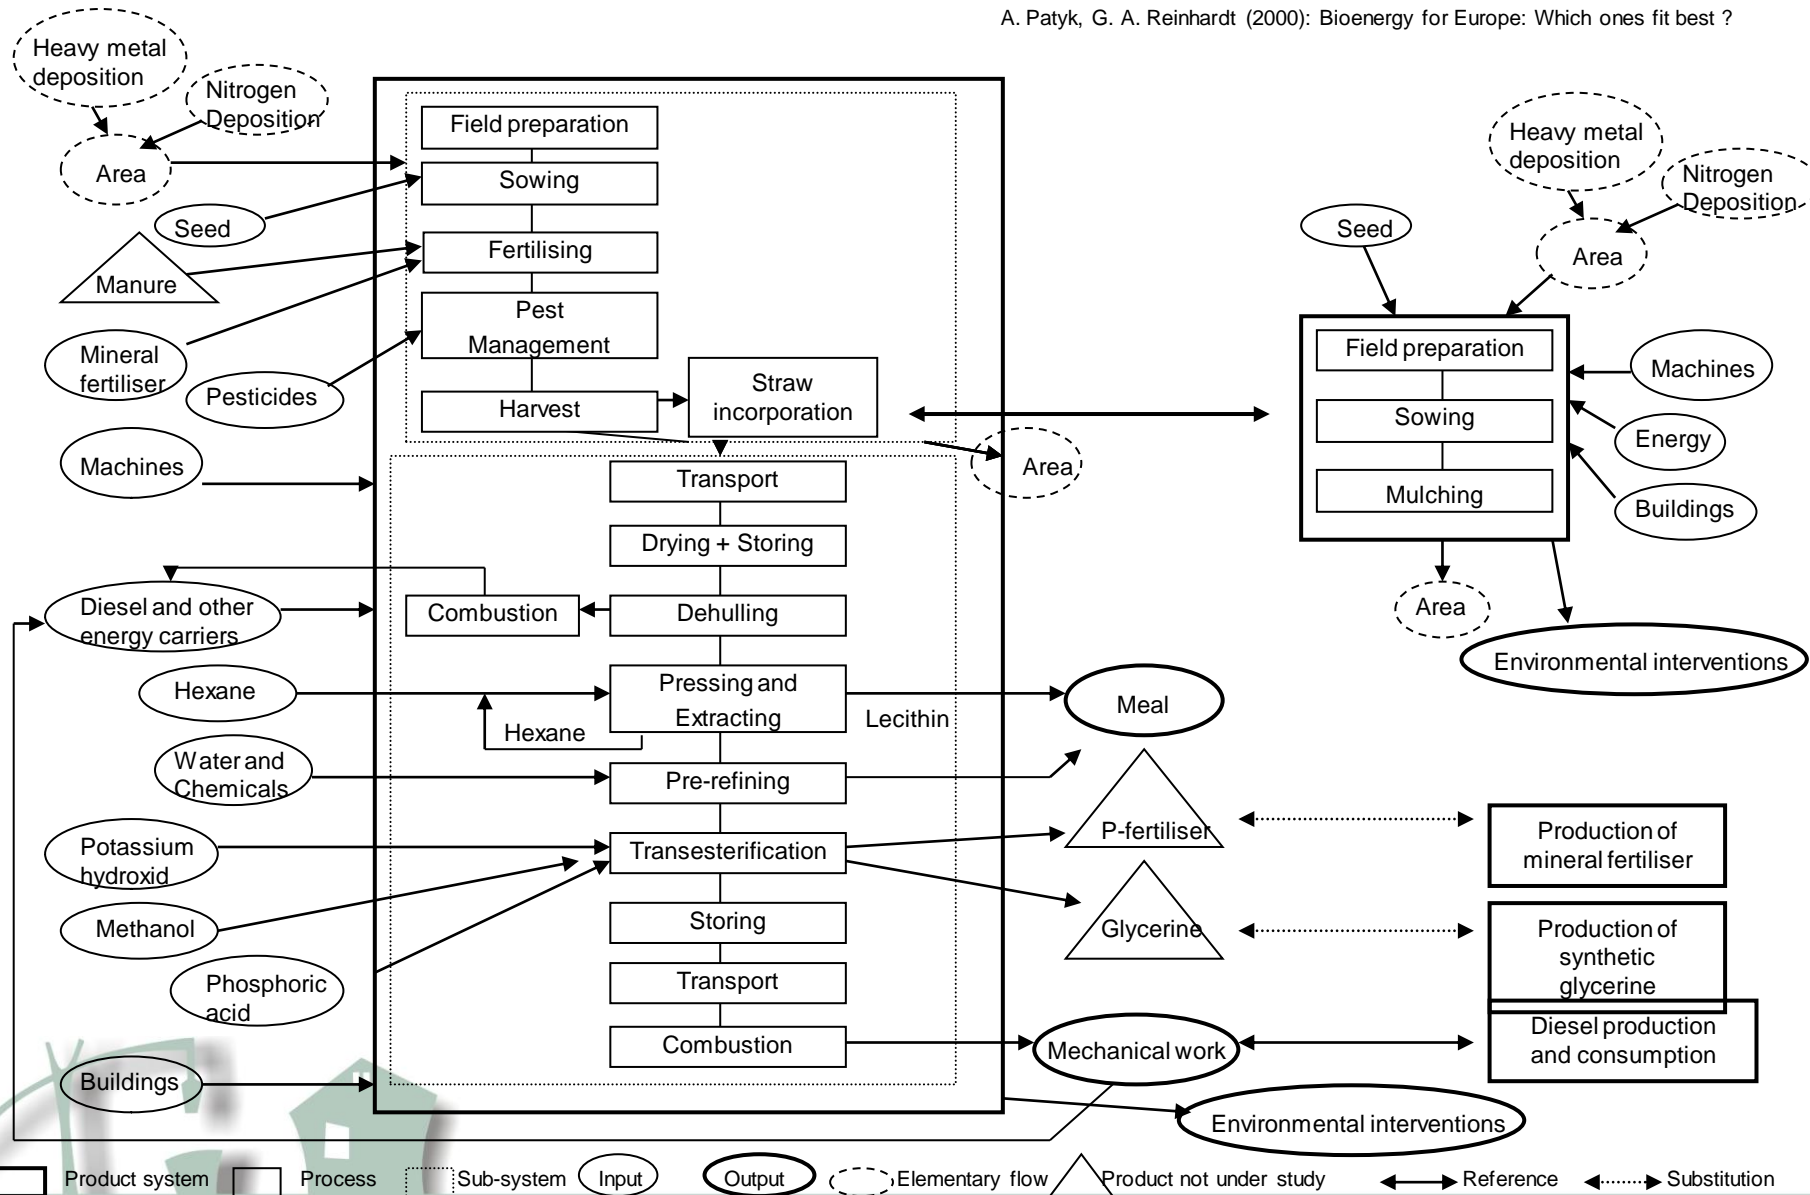 A. Patyk, G. A. Reinhardt (2000): Bioenergy for Europe: Which ones fit best ?
Heavy metal
deposition
Nitrogen
Deposition
Area
Seed
Manure
Mineral
fertiliser
Pesticides
Machines
Diesel and other
energy carriers
Hexane
Water and
Chemicals
Potassium
hydroxid
Methanol
Phosphoric
acid
Buildings
Field preparation
Sowing
Fertilising
Pest
Management
Harvest
Straw
incorporation
Area
Transport
Drying + Storing
Combustion
Dehulling
Pressing and
Extracting
Hexane
Lecithin
Pre-refining
Transesterification
Storing
Transport
Combustion
Meal
P-fertiliser
Glycerine
Mechanical work
Environmental interventions
Heavy metal
deposition
Nitrogen
Deposition
Seed
Area
Field preparation
Sowing
Mulching
Machines
Energy
Buildings
Area
Environmental interventions
Production of
mineral fertiliser
Production of
synthetic
glycerine
Diesel production
and consumption
Product system
Process
Sub-system
Input
Output
Elementary flow
Product not under study
Reference
Substitution